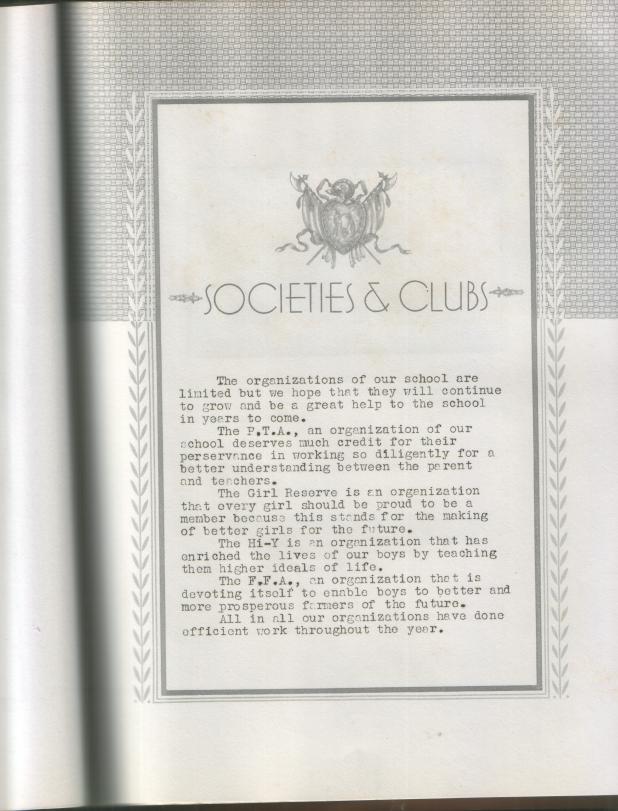 SOCIETIES & CLUBS
The organizations of our school are
limited but we hope that they will continue
to grow and be a great help to the school
in years to come.
The P.T.A., an organization of our
school deserves much credit for their
perservance in working so diligently for a
better understanding between the parent
and teachers.
The Girl Reserve is an organization
that every girl should be proud to be a
member because this stands for the making
of better girls for the future.
The Hi-Y is an organization that has
enriched the lives of our boys by teaching
them higher ideals of life.
The F.F.A., an organization that is
devoting itself to enable boys to better and
more prosperous farmers of the future.
All in all our organizations have done
efficient work throughout the year.